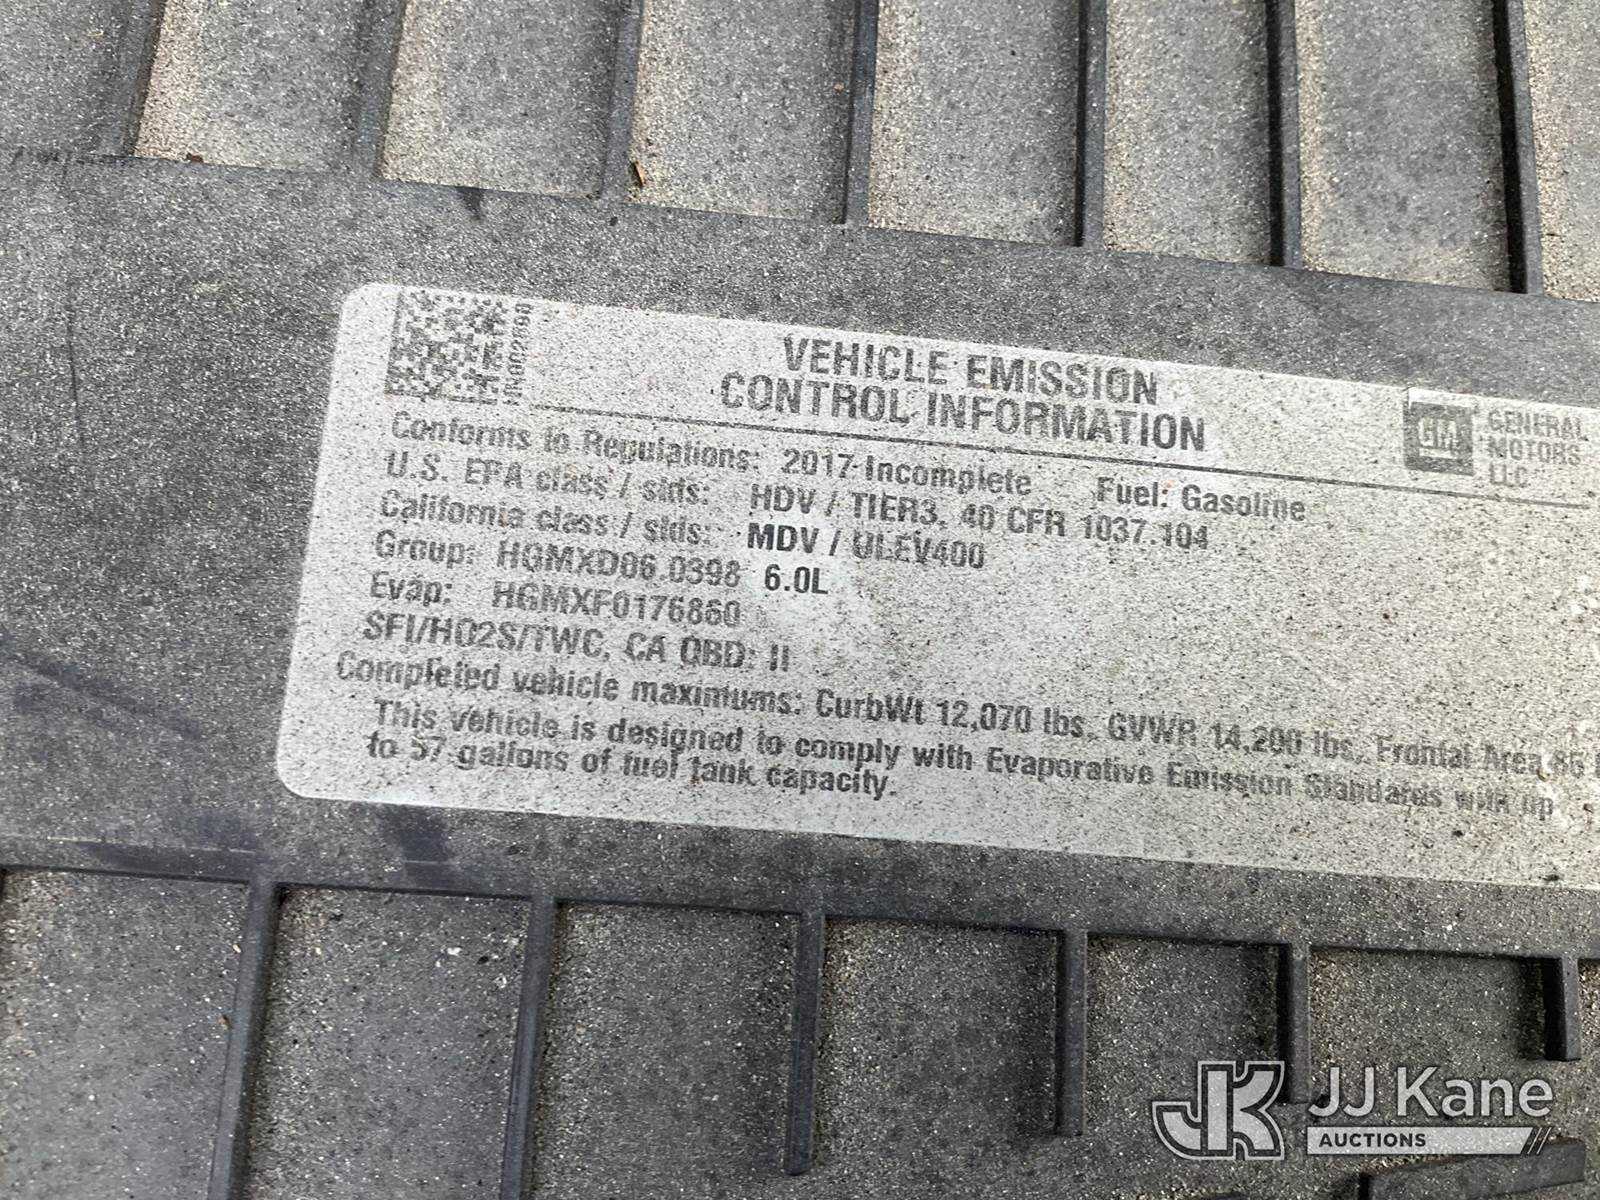 VEHICLE EMISSION
CONTROL INFORMATION
GM GENERAL
MOTORS
LLC
Conforms to Regulations: 2017 Incomplete Fuel: Gasoline
U.S. EPA class / stds: HDV / TIER3, 40 CFR 1037.104
California class / stds: MDV / ULEV400
Group: HGMXD06.0398 6.0L
Evap: HGMXF0176860
SFI/HO2S/TWC, CA OBD: II
Completed vehicle maximums: CurbWt 12,070 lbs, GVWR 14,200 lbs, Frontal Area
This vehicle is designed to comply with Evaporative Emission Standards with up
to 57 gallons of fuel tank capacity.
JK JJ Kane
AUCTIONS